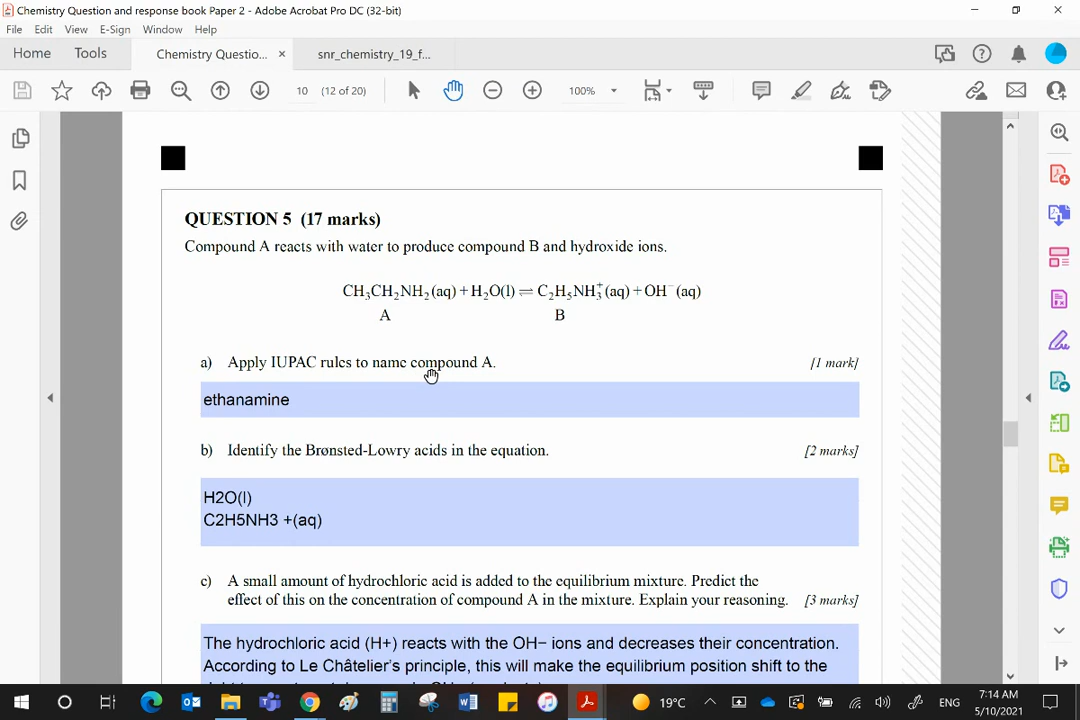 Chemistry Question and response book Paper 2 - Adobe Acrobat Pro DC (32-bit)
File Edit View E-Sign Window Help
Home Tools Chemistry Questio... × snr_chemistry_19_f...
10 (12 of 20) 100%
QUESTION 5 (17 marks)
Compound A reacts with water to produce compound B and hydroxide ions.
CH₃CH₂NH₂(aq) + H₂O(l) ⇌ C₂H₅NH₃⁺(aq) + OH⁻(aq)
A B
a) Apply IUPAC rules to name compound A. [1 mark]
ethanamine
b) Identify the Brønsted-Lowry acids in the equation. [2 marks]
H2O(l)
C2H5NH3 +(aq)
c) A small amount of hydrochloric acid is added to the equilibrium mixture. Predict the
effect of this on the concentration of compound A in the mixture. Explain your reasoning. [3 marks]
The hydrochloric acid (H+) reacts with the OH− ions and decreases their concentration.
According to Le Châtelier's principle, this will make the equilibrium position shift to the
19°C ENG 7:14 AM
5/10/2021